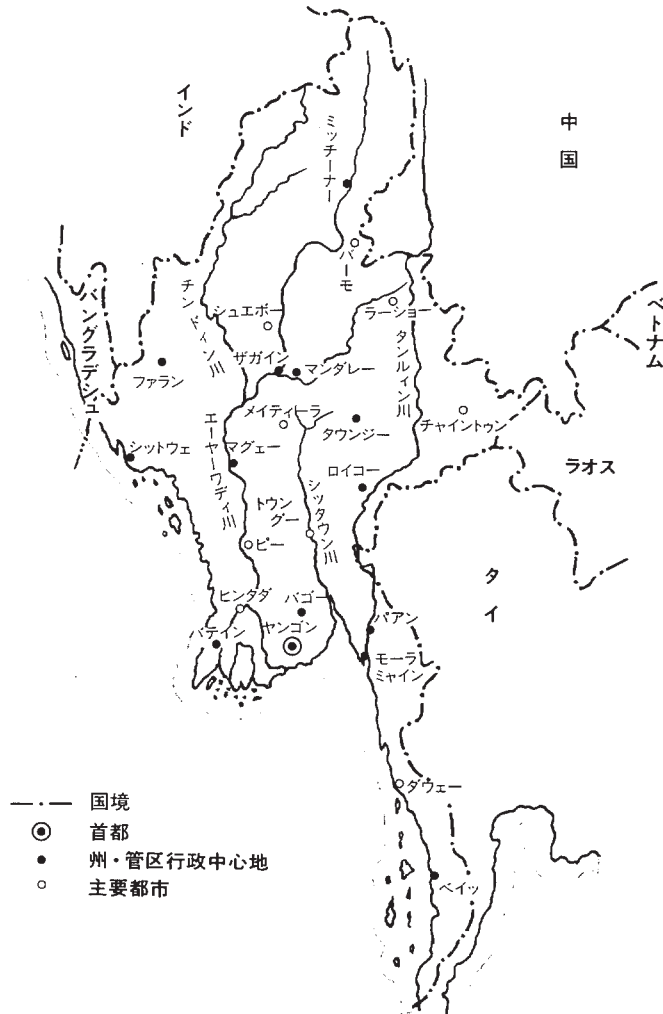 インド
中国
ミッチーナー
バーモ
チンドィン川
シュエボー
ラーショー
バングラデシュ
ベトナム
ザガイン
マンダレー
タンルィン川
ファラン
メイティーラ
チャイントゥン
タウンジー
エーヤーワディ川
シットウェ
マグェー
ロイコー
ラオス
トウングー
シッタウン川
ピー
タイ
ヒンタダ
バゴー
パテイン
ヤンゴン
パアン
モーラ
ミャイン
ダウェー
ベイッ
国境
首都
州・管区行政中心地
主要都市